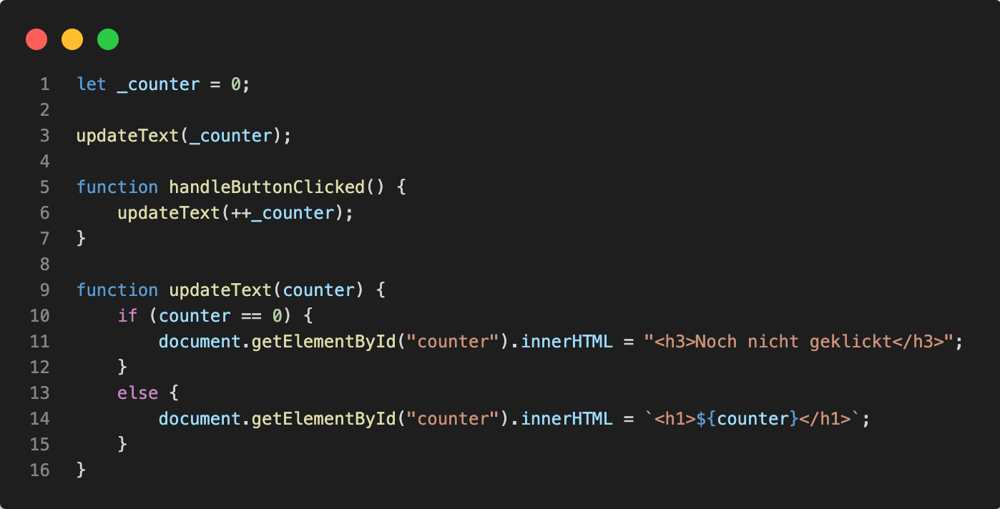 1 let _counter = 0;
2
3 updateText(_counter);
4
5 function handleButtonClicked() {
6     updateText(++_counter);
7 }
8
9 function updateText(counter) {
10     if (counter == 0) {
11         document.getElementById("counter").innerHTML = "<h3>Noch nicht geklickt</h3>";
12     }
13     else {
14         document.getElementById("counter").innerHTML = `<h1>${counter}</h1>`;
15     }
16 }